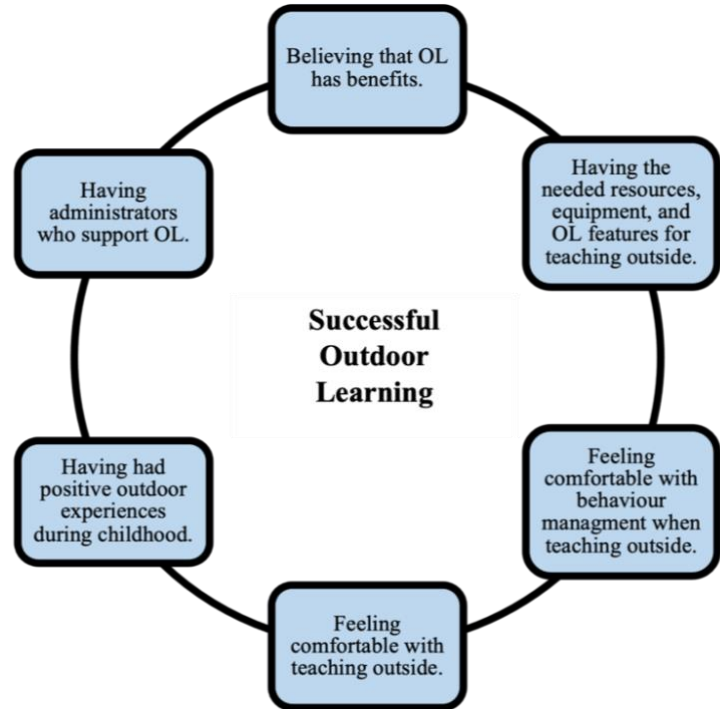 Believing that OL
has benefits.
Having the
needed resources,
equipment, and
OL features for
teaching outside.
Feeling
comfortable with
behaviour
managment when
teaching outside.
Feeling
comfortable with
teaching outside.
Having had
positive outdoor
experiences
during childhood.
Having
administrators
who support OL.
Successful
Outdoor
Learning